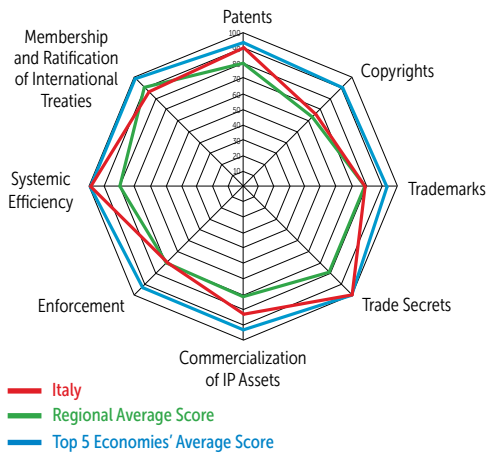 Patents
Membership
and Ratification
of International
Treaties
Copyrights
100
90
80
70
60
50
40
30
20
10
0
Systemic
Efficiency
Trademarks
Enforcement
Trade Secrets
Commercialization
of IP Assets
Italy
Regional Average Score
Top 5 Economies’ Average Score